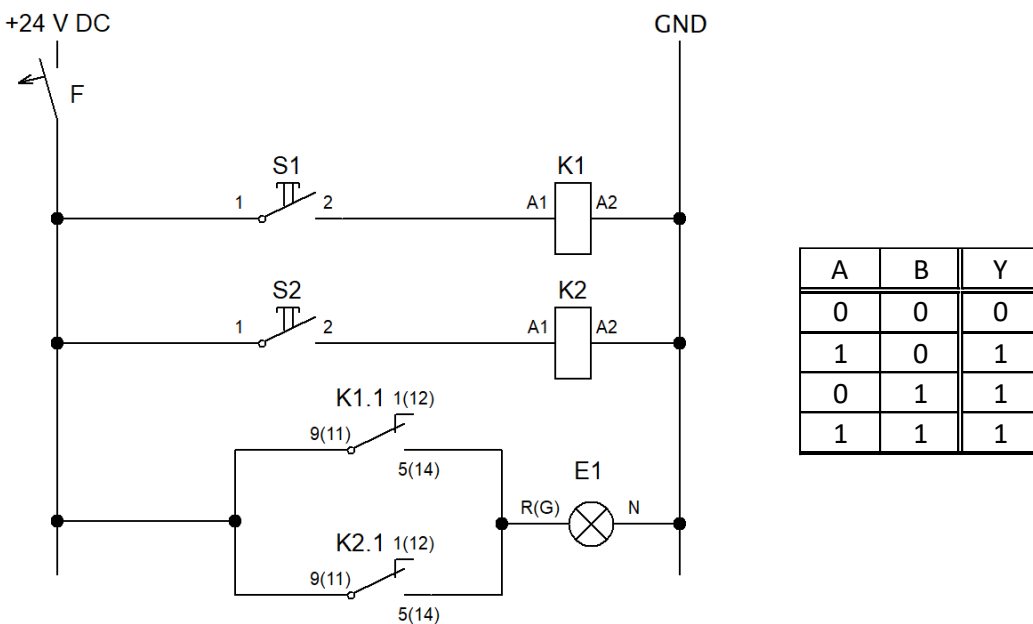 +24 V DC
GND
F
S1
K1
1
2
A1
A2
S2
K2
1
2
A1
A2
K1.1 1(12)
9(11)
5(14)
E1
R(G)
N
K2.1 1(12)
9(11)
5(14)
A B Y
0 0 0
1 0 1
0 1 1
1 1 1